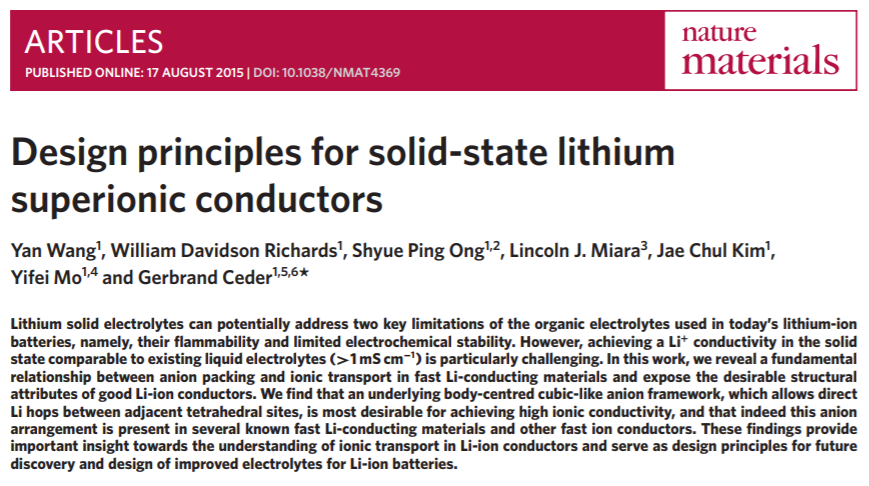 ARTICLES
PUBLISHED ONLINE: 17 AUGUST 2015 | DOI: 10.1038/NMAT4369
nature
materials
Design principles for solid-state lithium
superionic conductors
Yan Wang¹, William Davidson Richards¹, Shyue Ping Ong¹,², Lincoln J. Miara³, Jae Chul Kim¹,
Yifei Mo¹,⁴ and Gerbrand Ceder¹,⁵,⁶★
Lithium solid electrolytes can potentially address two key limitations of the organic electrolytes used in today's lithium-ion
batteries, namely, their flammability and limited electrochemical stability. However, achieving a Li⁺ conductivity in the solid
state comparable to existing liquid electrolytes (>1 mS cm⁻¹) is particularly challenging. In this work, we reveal a fundamental
relationship between anion packing and ionic transport in fast Li-conducting materials and expose the desirable structural
attributes of good Li-ion conductors. We find that an underlying body-centred cubic-like anion framework, which allows direct
Li hops between adjacent tetrahedral sites, is most desirable for achieving high ionic conductivity, and that indeed this anion
arrangement is present in several known fast Li-conducting materials and other fast ion conductors. These findings provide
important insight towards the understanding of ionic transport in Li-ion conductors and serve as design principles for future
discovery and design of improved electrolytes for Li-ion batteries.